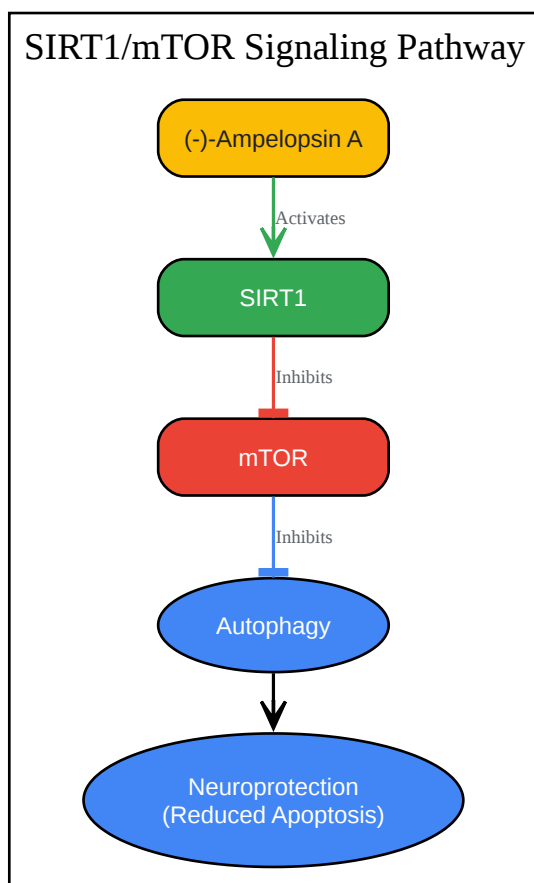 SIRT1/mTOR Signaling Pathway
(-)-Ampelopsin A
Activates
SIRT1
Inhibits
mTOR
Inhibits
Autophagy
Neuroprotection
(Reduced Apoptosis)